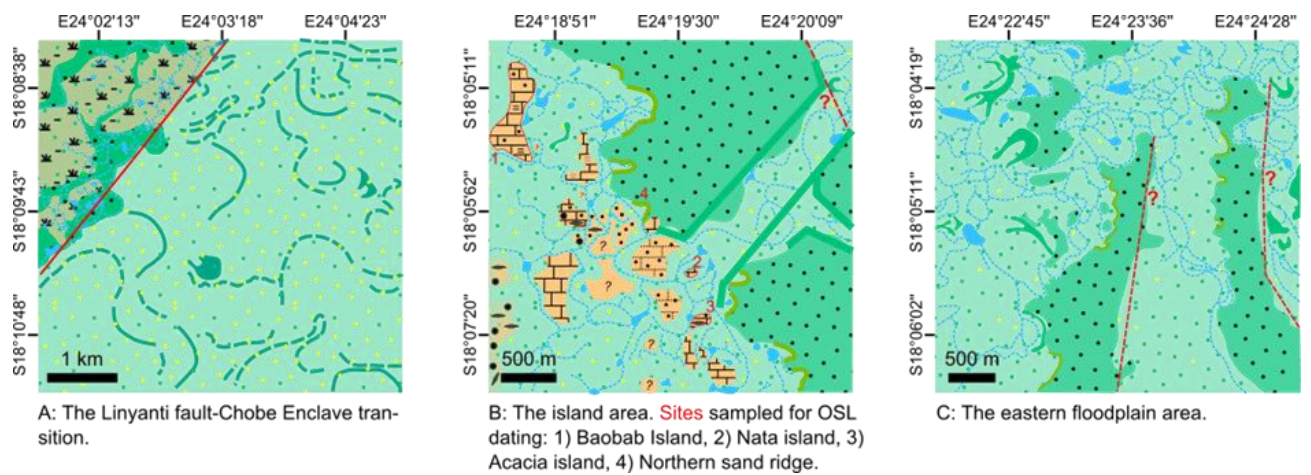 E24°02'13" E24°03'18" E24°04'23"
S18°08'38"
S18°09'43"
S18°10'48"
1 km
A: The Linyanti fault-Chobe Enclave tran-
sition.
E24°18'51" E24°19'30" E24°20'09"
S18°05'11"
S18°05'62"
S18°07'20"
?
1
4
?
2
?
3
?
?
500 m
B: The island area. Sites sampled for OSL
dating: 1) Baobab Island, 2) Nata island, 3)
Acacia island, 4) Northern sand ridge.
E24°22'45" E24°23'36" E24°24'28"
S18°04'19"
S18°05'11"
S18°06'02"
?
?
500 m
C: The eastern floodplain area.